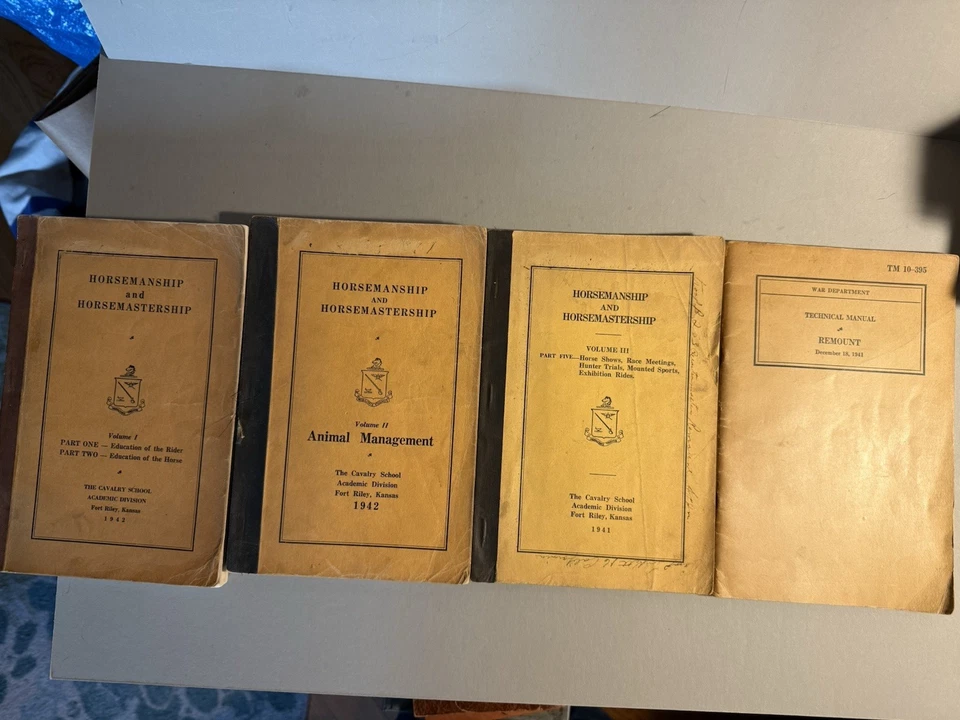 HORSEMANSHIP
and
HORSEMASTERSHIP
Volume I
PART ONE — Education of the Rider
PART TWO — Education of the Horse
THE CAVALRY SCHOOL
ACADEMIC DIVISION
Fort Riley, Kansas
1942
HORSEMANSHIP
AND
HORSEMASTERSHIP
Volume II
Animal Management
The Cavalry School
Academic Division
Fort Riley, Kansas
1942
HORSEMANSHIP
AND
HORSEMASTERSHIP
VOLUME III
PART FIVE—Horse Shows, Race Meetings,
Hunter Trials, Mounted Sports,
Exhibition Rides.
The Cavalry School
Academic Division
Fort Riley, Kansas
1941
TM 10-395
WAR DEPARTMENT
TECHNICAL MANUAL
REMOUNT
December 18, 1941